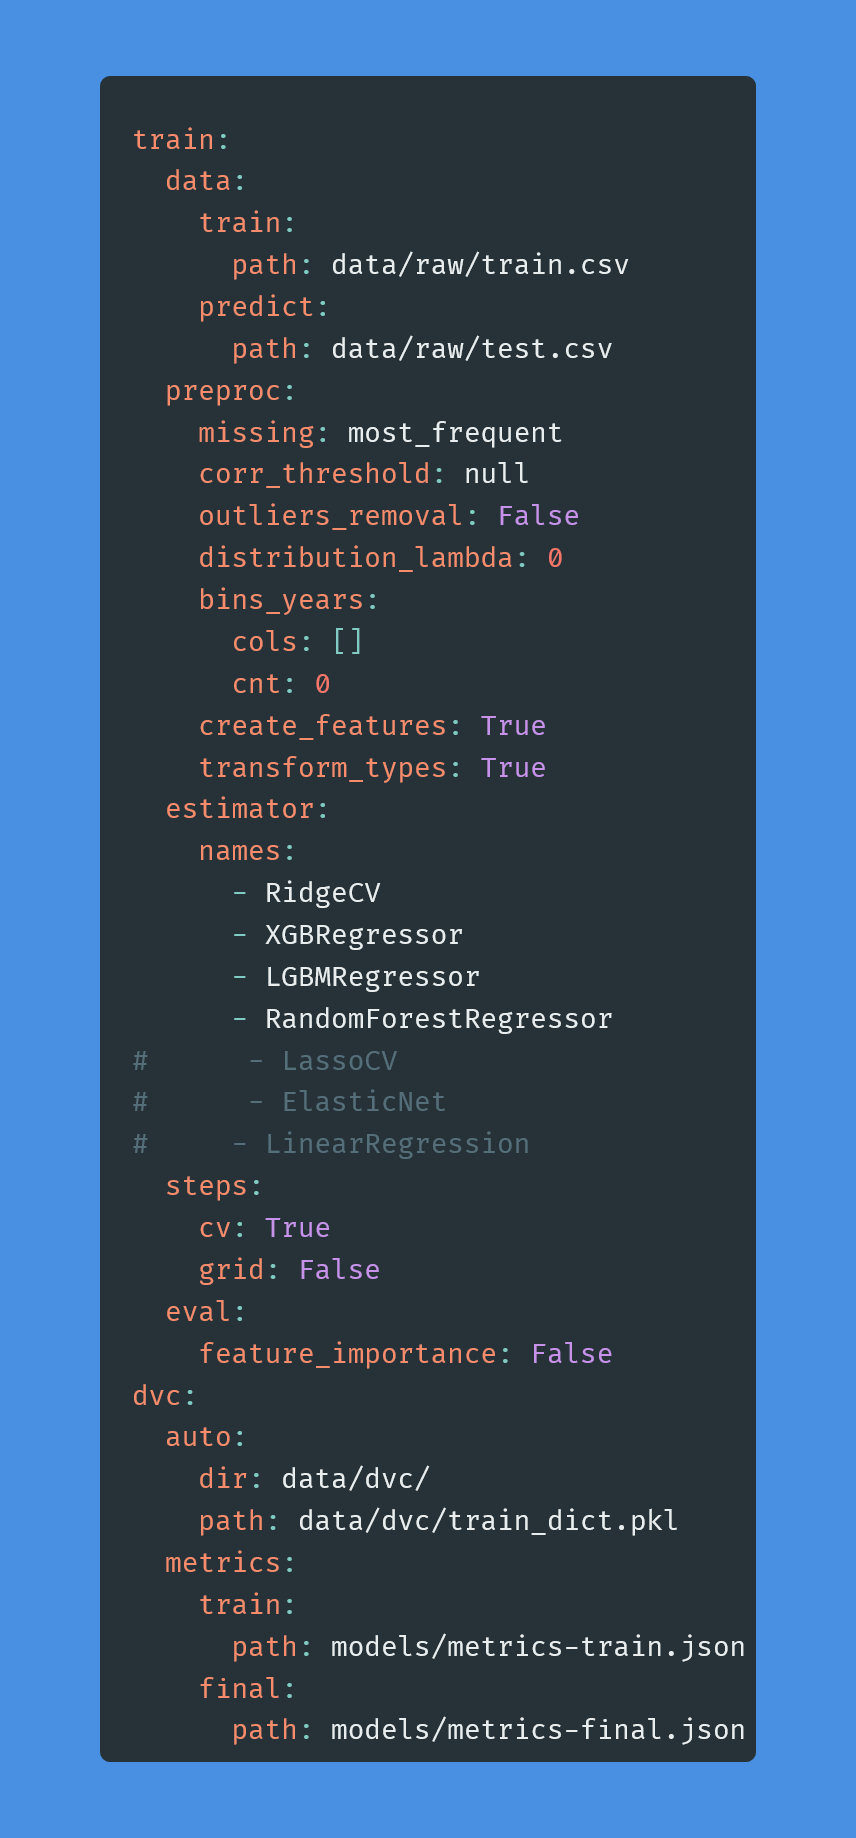 train:
  data:
    train:
      path: data/raw/train.csv
    predict:
      path: data/raw/test.csv
  preproc:
    missing: most_frequent
    corr_threshold: null
    outliers_removal: False
    distribution_lambda: 0
    bins_years:
      cols: []
      cnt: 0
    create_features: True
    transform_types: True
  estimator:
    names:
      - RidgeCV
      - XGBRegressor
      - LGBMRegressor
      - RandomForestRegressor
#      - LassoCV
#      - ElasticNet
#     - LinearRegression
  steps:
    cv: True
    grid: False
  eval:
    feature_importance: False
dvc:
  auto:
    dir: data/dvc/
    path: data/dvc/train_dict.pkl
  metrics:
    train:
      path: models/metrics-train.json
    final:
      path: models/metrics-final.json